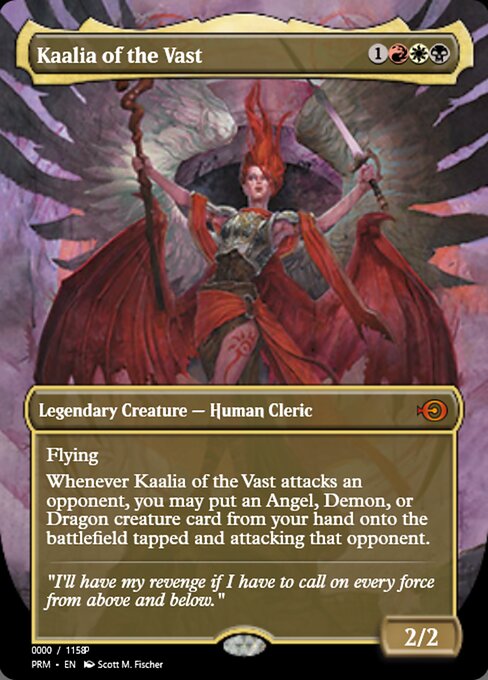 Kaalia of the Vast
1
Legendary Creature — Human Cleric
Flying
Whenever Kaalia of the Vast attacks an
opponent, you may put an Angel, Demon, or
Dragon creature card from your hand onto the
battlefield tapped and attacking that opponent.
"I'll have my revenge if I have to call on every force
from above and below."
2/2
0000 / 1158P
PRM • EN Scott M. Fischer